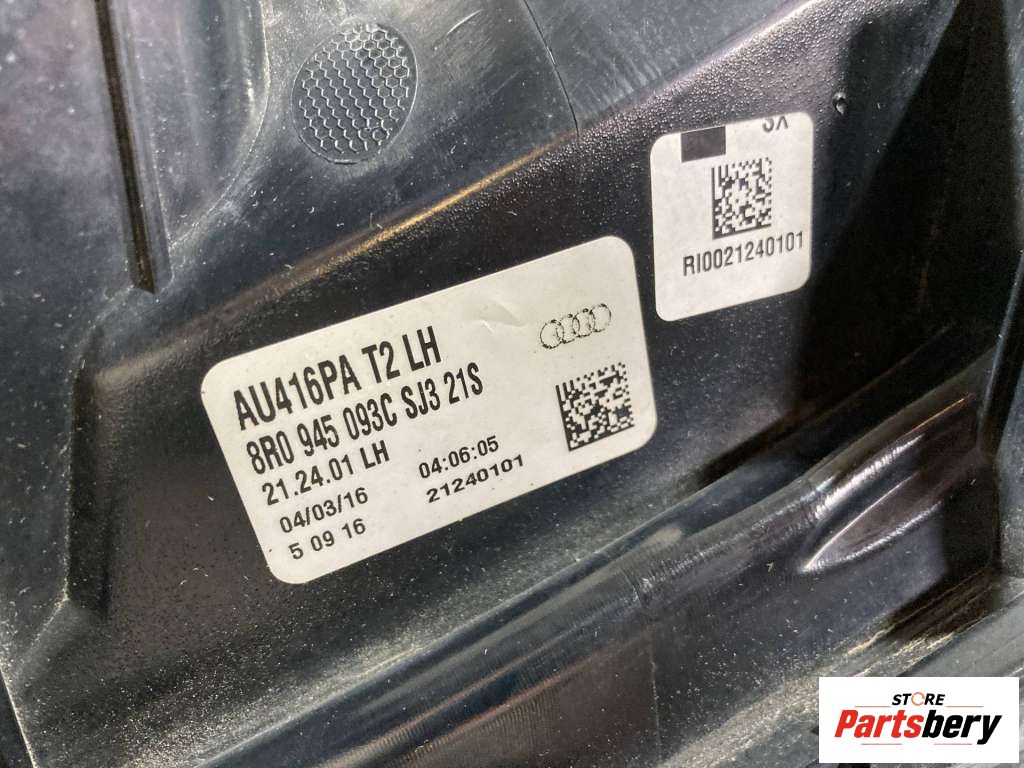 SX
RI0021240101
AU416PA T2 LH
8R0 945 093C SJ3 21S
21.24.01 LH
04/03/16 04:06:05
5 09 16 21240101
STORE
Partsbery